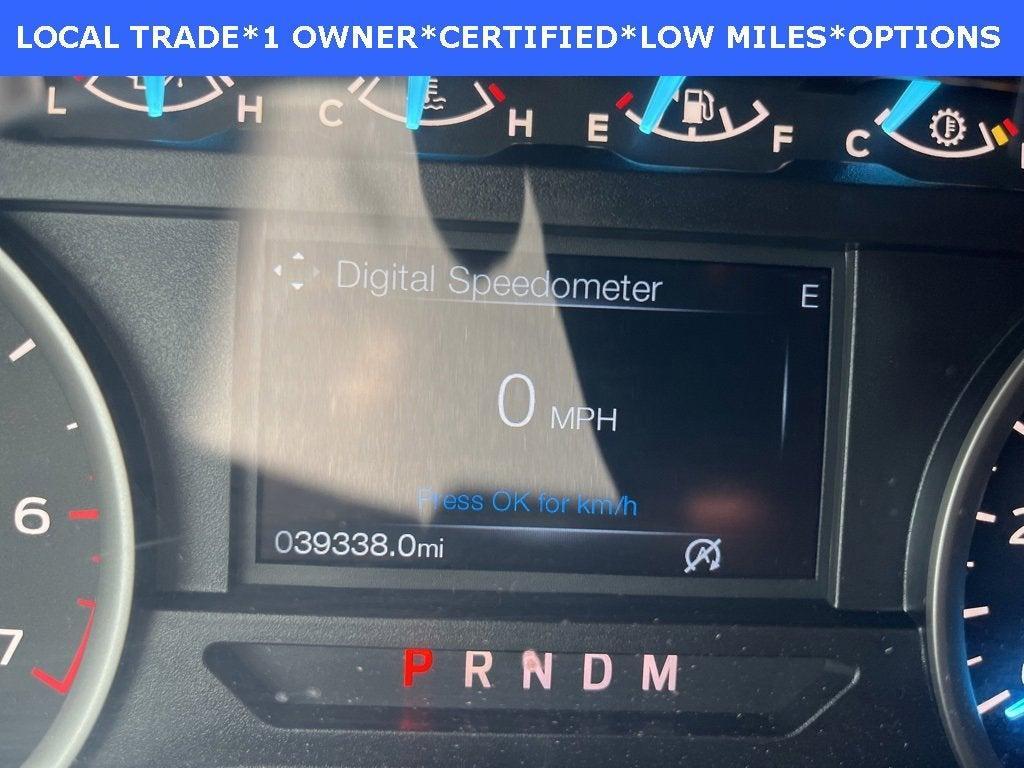 LOCAL TRADE*1 OWNER*CERTIFIED*LOW MILES*OPTIONS
L H C H E F C
Digital Speedometer E
0 MPH
Press OK for km/h
039338.0mi
6
7
2
P R N D M